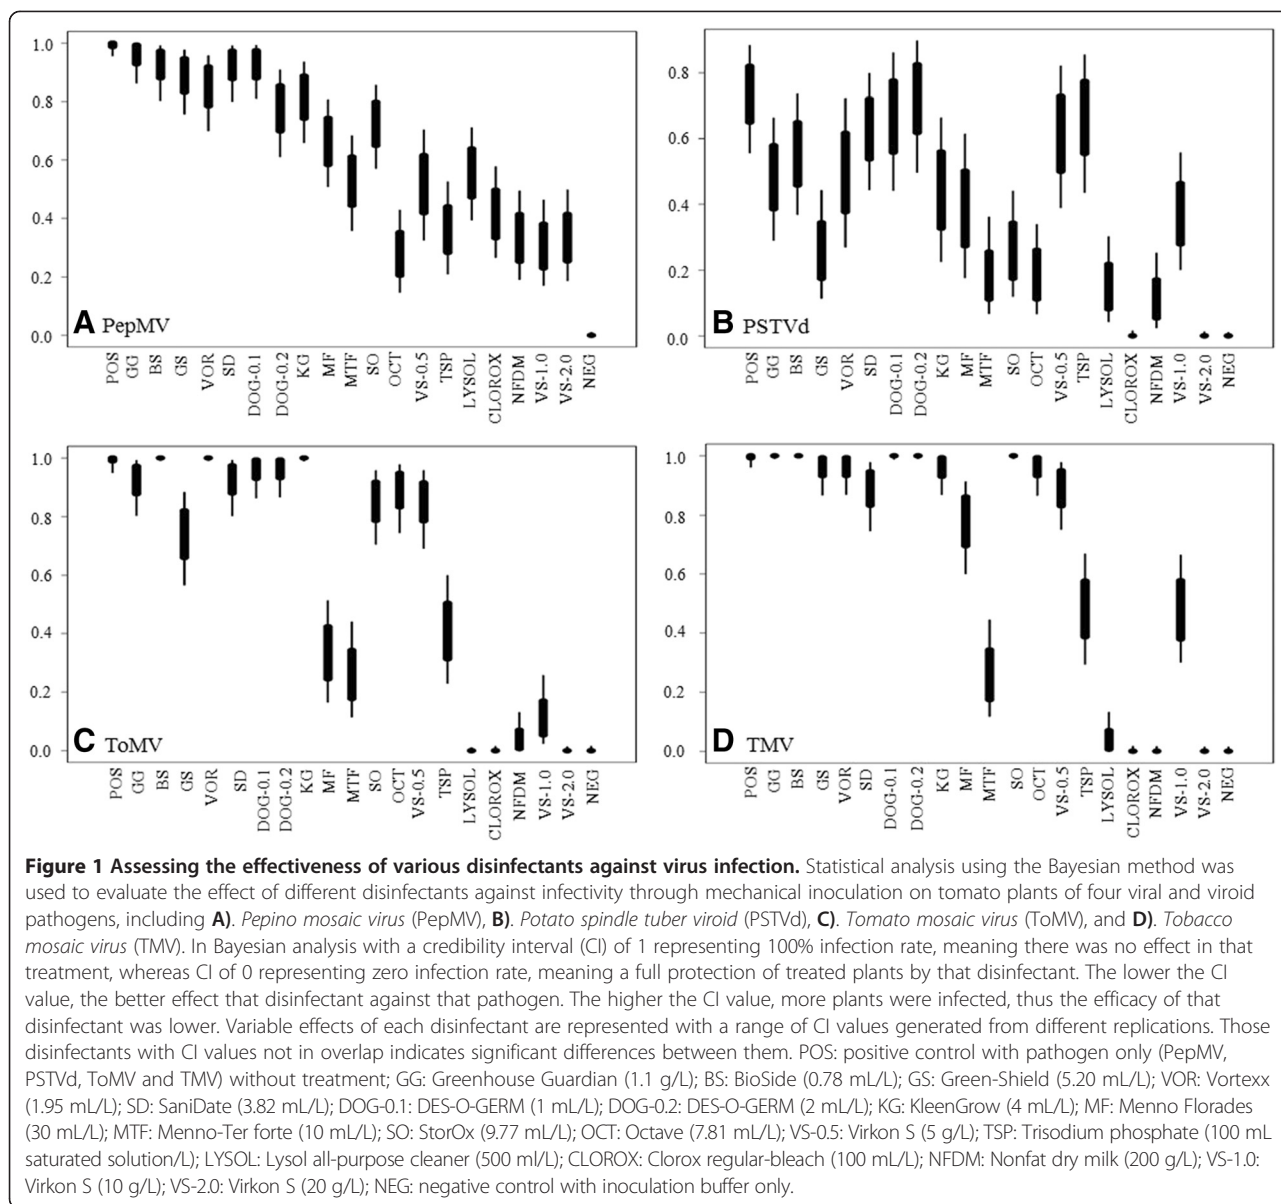 1.0
0.8
0.6
0.4
0.2
0.0
A PepMV
POS
GG
BS
GS
VOR
SD
DOG-0.1
DOG-0.2
KG
MF
MTF
SO
OCT
VS-0.5
TSP
LYSOL
CLOROX
NFDM
VS-1.0
VS-2.0
NEG
0.8
0.6
0.4
0.2
0.0
B PSTVd
POS
GG
BS
GS
VOR
SD
DOG-0.1
DOG-0.2
KG
MF
MTF
SO
OCT
VS-0.5
TSP
LYSOL
CLOROX
NFDM
VS-1.0
VS-2.0
NEG
1.0
0.8
0.6
0.4
0.2
0.0
C ToMV
POS
GG
BS
GS
VOR
SD
DOG-0.1
DOG-0.2
KG
MF
MTF
SO
OCT
VS-0.5
TSP
LYSOL
CLOROX
NFDM
VS-1.0
VS-2.0
NEG
1.0
0.8
0.6
0.4
0.2
0.0
D TMV
POS
GG
BS
GS
VOR
SD
DOG-0.1
DOG-0.2
KG
MF
MTF
SO
OCT
VS-0.5
TSP
LYSOL
CLOROX
NFDM
VS-1.0
VS-2.0
NEG
Figure 1 Assessing the effectiveness of various disinfectants against virus infection. Statistical analysis using the Bayesian method was
used to evaluate the effect of different disinfectants against infectivity through mechanical inoculation on tomato plants of four viral and viroid
pathogens, including A). Pepino mosaic virus (PepMV), B). Potato spindle tuber viroid (PSTVd), C). Tomato mosaic virus (ToMV), and D). Tobacco
mosaic virus (TMV). In Bayesian analysis with a credibility interval (CI) of 1 representing 100% infection rate, meaning there was no effect in that
treatment, whereas CI of 0 representing zero infection rate, meaning a full protection of treated plants by that disinfectant. The lower the CI
value, the better effect that disinfectant against that pathogen. The higher the CI value, more plants were infected, thus the efficacy of that
disinfectant was lower. Variable effects of each disinfectant are represented with a range of CI values generated from different replications. Those
disinfectants with CI values not in overlap indicates significant differences between them. POS: positive control with pathogen only (PepMV,
PSTVd, ToMV and TMV) without treatment; GG: Greenhouse Guardian (1.1 g/L); BS: BioSide (0.78 mL/L); GS: Green-Shield (5.20 mL/L); VOR: Vortexx
(1.95 mL/L); SD: SaniDate (3.82 mL/L); DOG-0.1: DES-O-GERM (1 mL/L); DOG-0.2: DES-O-GERM (2 mL/L); KG: KleenGrow (4 mL/L); MF: Menno Florades
(30 mL/L); MTF: Menno-Ter forte (10 mL/L); SO: StorOx (9.77 mL/L); OCT: Octave (7.81 mL/L); VS-0.5: Virkon S (5 g/L); TSP: Trisodium phosphate (100 mL
saturated solution/L); LYSOL: Lysol all-purpose cleaner (500 ml/L); CLOROX: Clorox regular-bleach (100 mL/L); NFDM: Nonfat dry milk (200 g/L); VS-1.0:
Virkon S (10 g/L); VS-2.0: Virkon S (20 g/L); NEG: negative control with inoculation buffer only.